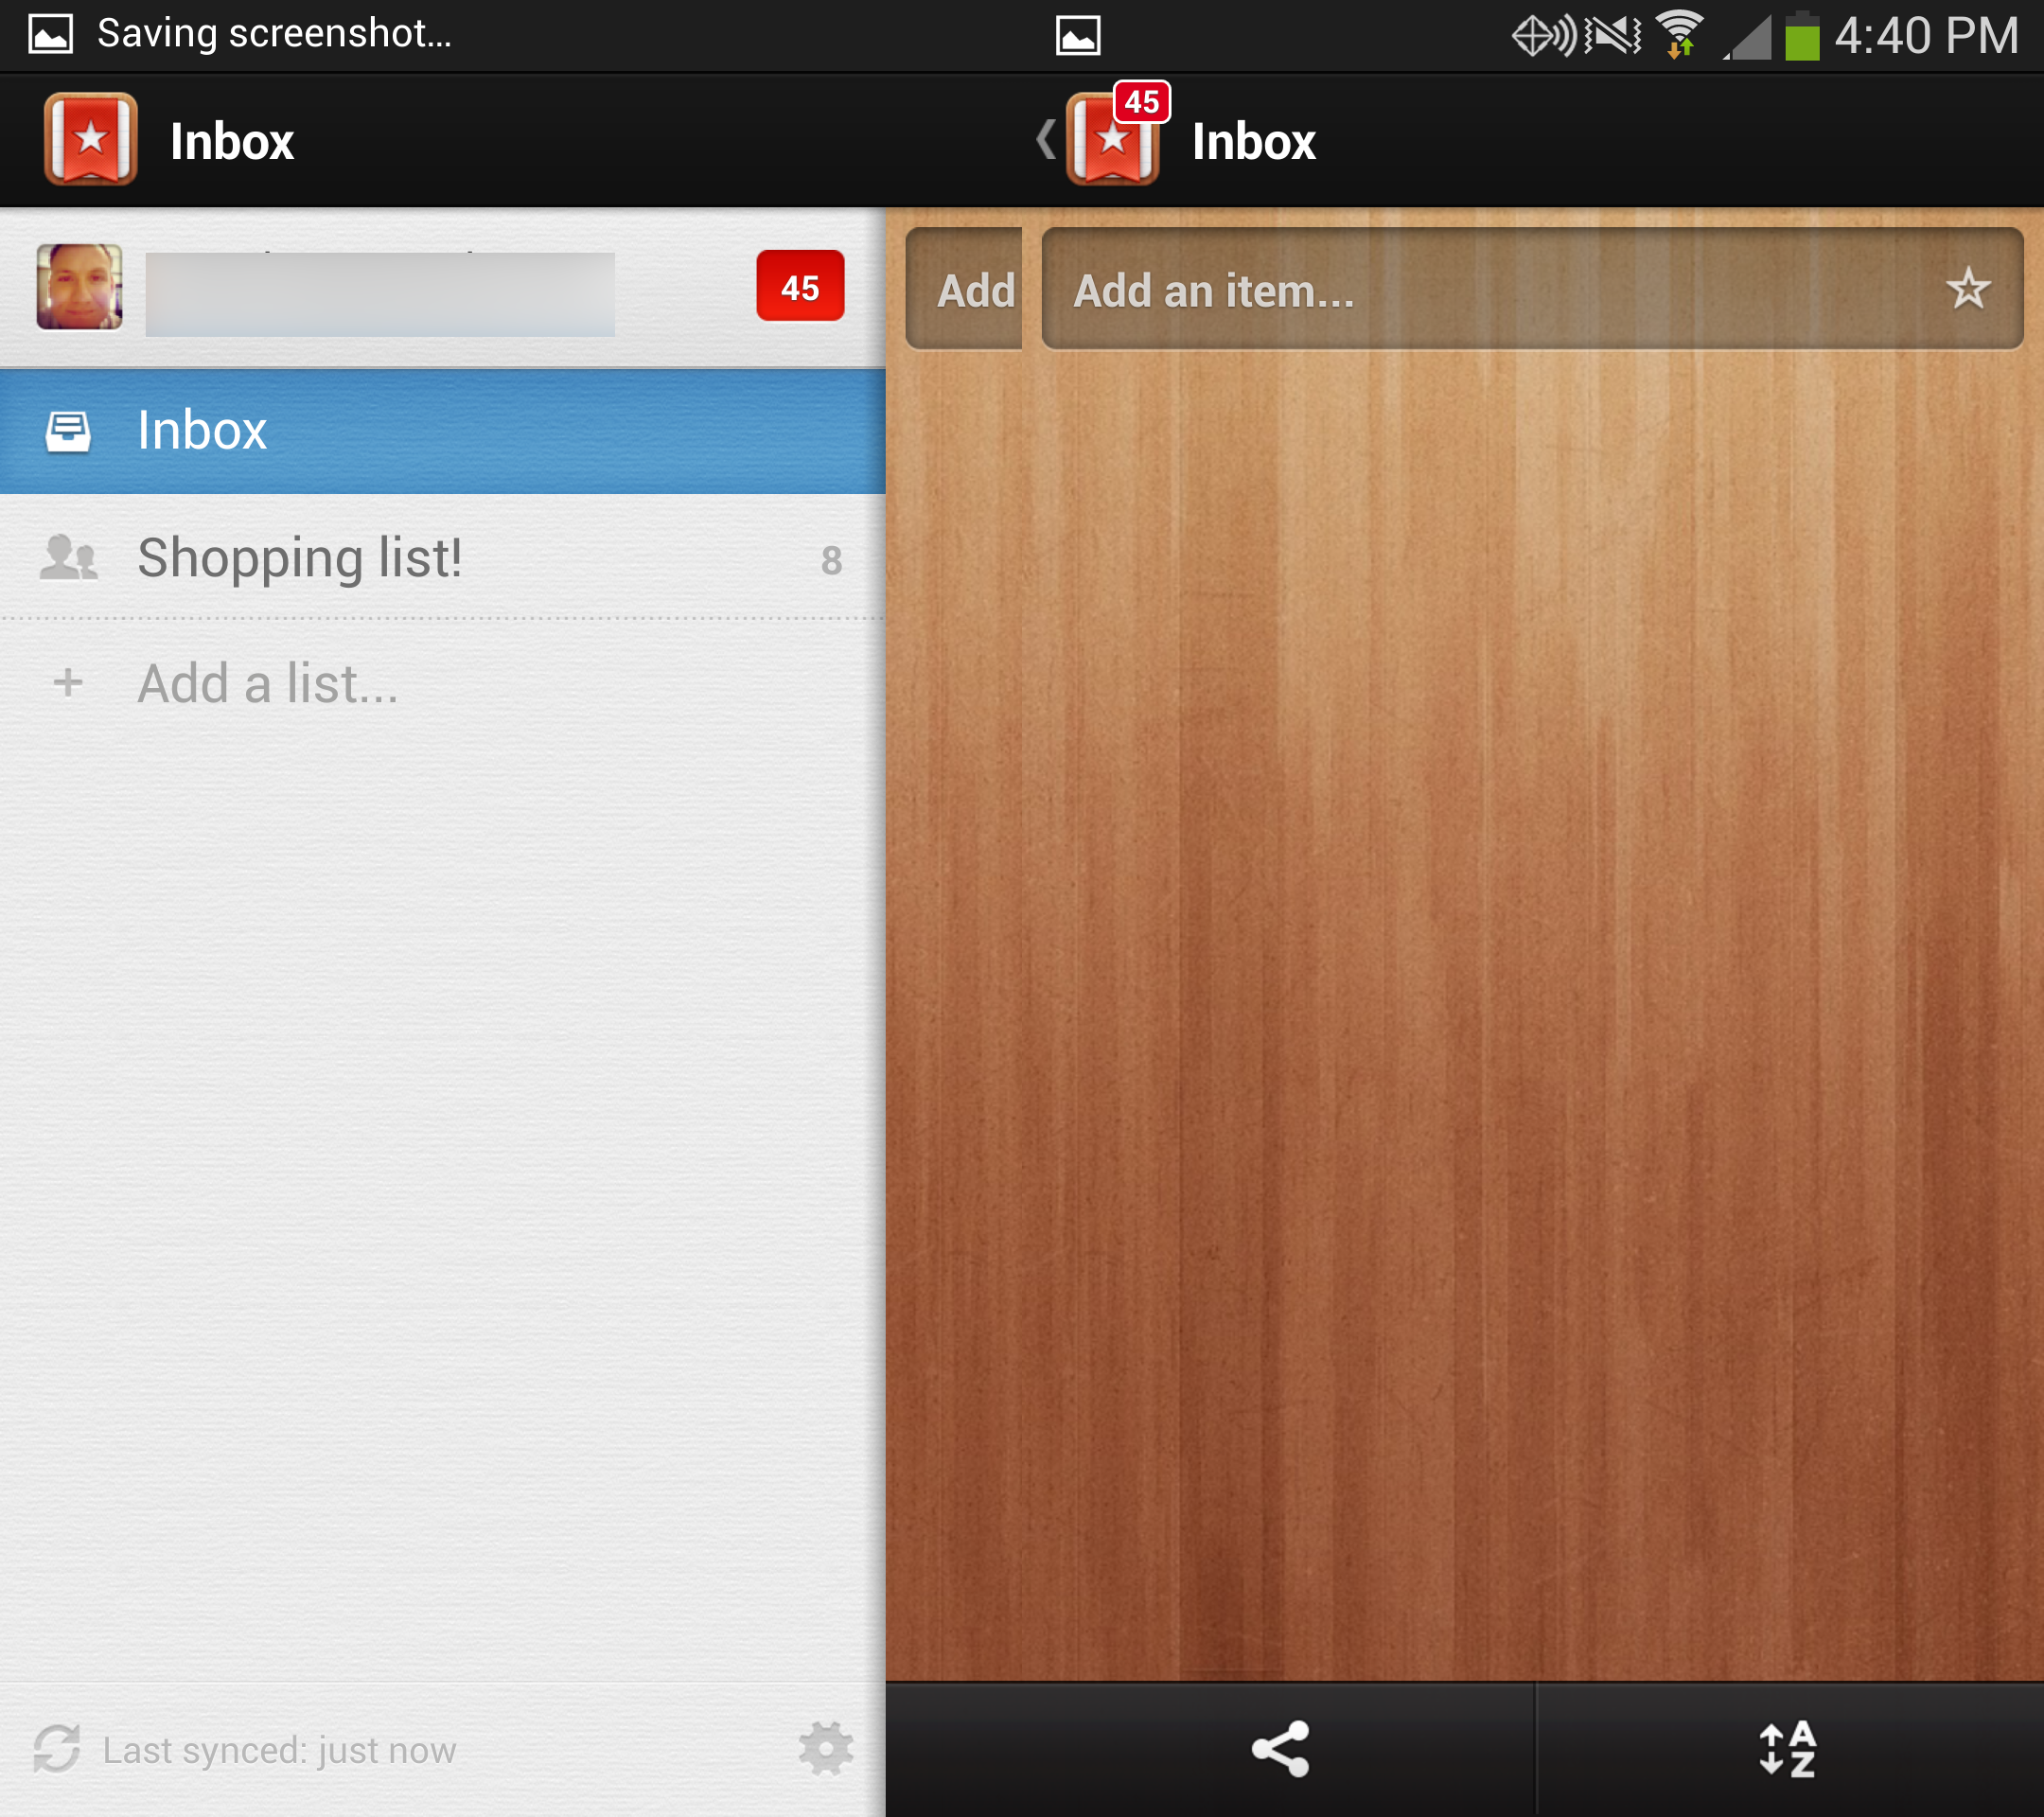 Saving screenshot...
4:40 PM
Inbox
45
Inbox
45
Add
Add an item...
Inbox
Shopping list!
8
+ Add a list...
Last synced: just now
A
Z